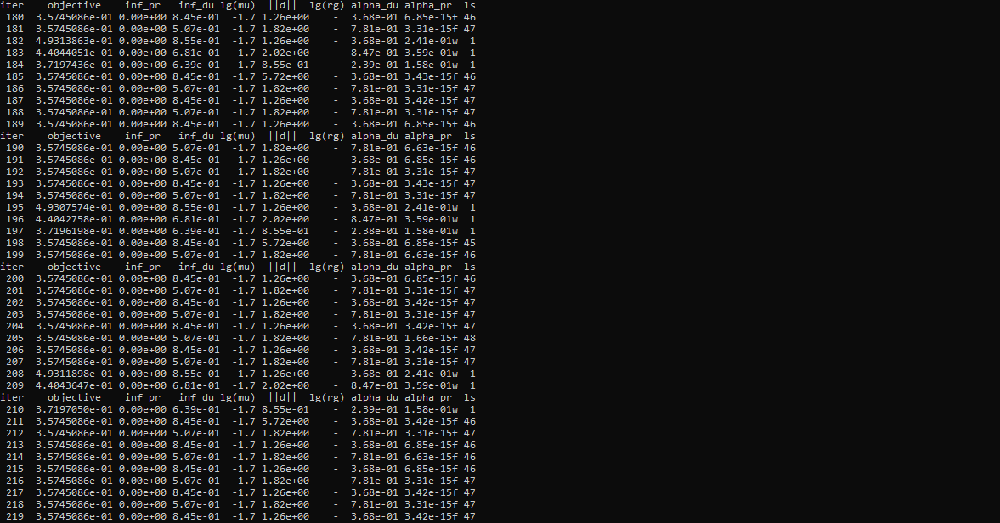 iter objective inf_pr inf_du lg(mu) ||d|| lg(rg) alpha_du alpha_pr ls
180 3.5745086e-01 0.00e+00 8.45e-01 -1.7 1.26e+00 - 3.68e-01 6.85e-15f 46
181 3.5745086e-01 0.00e+00 5.07e-01 -1.7 1.82e+00 - 7.81e-01 3.31e-15f 47
182 4.9313863e-01 0.00e+00 8.55e-01 -1.7 1.26e+00 - 3.68e-01 2.41e-01w 1
183 4.4044051e-01 0.00e+00 6.81e-01 -1.7 2.02e+00 - 8.47e-01 3.59e-01w 1
184 3.7197436e-01 0.00e+00 6.39e-01 -1.7 8.55e-01 - 2.39e-01 1.58e-01w 1
185 3.5745086e-01 0.00e+00 8.45e-01 -1.7 5.72e+00 - 3.68e-01 3.43e-15f 46
186 3.5745086e-01 0.00e+00 5.07e-01 -1.7 1.82e+00 - 7.81e-01 3.31e-15f 47
187 3.5745086e-01 0.00e+00 8.45e-01 -1.7 1.26e+00 - 3.68e-01 3.42e-15f 47
188 3.5745086e-01 0.00e+00 5.07e-01 -1.7 1.82e+00 - 7.81e-01 3.31e-15f 47
189 3.5745086e-01 0.00e+00 8.45e-01 -1.7 1.26e+00 - 3.68e-01 6.85e-15f 46
iter objective inf_pr inf_du lg(mu) ||d|| lg(rg) alpha_du alpha_pr ls
190 3.5745086e-01 0.00e+00 5.07e-01 -1.7 1.82e+00 - 7.81e-01 6.63e-15f 46
191 3.5745086e-01 0.00e+00 8.45e-01 -1.7 1.26e+00 - 3.68e-01 6.85e-15f 46
192 3.5745086e-01 0.00e+00 5.07e-01 -1.7 1.82e+00 - 7.81e-01 3.31e-15f 47
193 3.5745086e-01 0.00e+00 8.45e-01 -1.7 1.26e+00 - 3.68e-01 3.43e-15f 47
194 3.5745086e-01 0.00e+00 5.07e-01 -1.7 1.82e+00 - 7.81e-01 3.31e-15f 47
195 4.9307574e-01 0.00e+00 8.55e-01 -1.7 1.26e+00 - 3.68e-01 2.41e-01w 1
196 4.4042758e-01 0.00e+00 6.81e-01 -1.7 2.02e+00 - 8.47e-01 3.59e-01w 1
197 3.7196198e-01 0.00e+00 6.39e-01 -1.7 8.55e-01 - 2.38e-01 1.58e-01w 1
198 3.5745086e-01 0.00e+00 8.45e-01 -1.7 5.72e+00 - 3.68e-01 6.85e-15f 45
199 3.5745086e-01 0.00e+00 5.07e-01 -1.7 1.82e+00 - 7.81e-01 6.63e-15f 46
iter objective inf_pr inf_du lg(mu) ||d|| lg(rg) alpha_du alpha_pr ls
200 3.5745086e-01 0.00e+00 8.45e-01 -1.7 1.26e+00 - 3.68e-01 6.85e-15f 46
201 3.5745086e-01 0.00e+00 5.07e-01 -1.7 1.82e+00 - 7.81e-01 3.31e-15f 47
202 3.5745086e-01 0.00e+00 8.45e-01 -1.7 1.26e+00 - 3.68e-01 3.42e-15f 47
203 3.5745086e-01 0.00e+00 5.07e-01 -1.7 1.82e+00 - 7.81e-01 3.31e-15f 47
204 3.5745086e-01 0.00e+00 8.45e-01 -1.7 1.26e+00 - 3.68e-01 3.42e-15f 47
205 3.5745086e-01 0.00e+00 5.07e-01 -1.7 1.82e+00 - 7.81e-01 1.66e-15f 48
206 3.5745086e-01 0.00e+00 8.45e-01 -1.7 1.26e+00 - 3.68e-01 3.42e-15f 47
207 3.5745086e-01 0.00e+00 5.07e-01 -1.7 1.82e+00 - 7.81e-01 3.31e-15f 47
208 4.9311898e-01 0.00e+00 8.55e-01 -1.7 1.26e+00 - 3.68e-01 2.41e-01w 1
209 4.4043647e-01 0.00e+00 6.81e-01 -1.7 2.02e+00 - 8.47e-01 3.59e-01w 1
iter objective inf_pr inf_du lg(mu) ||d|| lg(rg) alpha_du alpha_pr ls
210 3.7197050e-01 0.00e+00 6.39e-01 -1.7 8.55e-01 - 2.39e-01 1.58e-01w 1
211 3.5745086e-01 0.00e+00 8.45e-01 -1.7 5.72e+00 - 3.68e-01 3.42e-15f 46
212 3.5745086e-01 0.00e+00 5.07e-01 -1.7 1.82e+00 - 7.81e-01 3.31e-15f 47
213 3.5745086e-01 0.00e+00 8.45e-01 -1.7 1.26e+00 - 3.68e-01 6.85e-15f 46
214 3.5745086e-01 0.00e+00 5.07e-01 -1.7 1.82e+00 - 7.81e-01 6.63e-15f 46
215 3.5745086e-01 0.00e+00 8.45e-01 -1.7 1.26e+00 - 3.68e-01 6.85e-15f 46
216 3.5745086e-01 0.00e+00 5.07e-01 -1.7 1.82e+00 - 7.81e-01 3.31e-15f 47
217 3.5745086e-01 0.00e+00 8.45e-01 -1.7 1.26e+00 - 3.68e-01 3.42e-15f 47
218 3.5745086e-01 0.00e+00 5.07e-01 -1.7 1.82e+00 - 7.81e-01 3.31e-15f 47
219 3.5745086e-01 0.00e+00 8.45e-01 -1.7 1.26e+00 - 3.68e-01 3.42e-15f 47